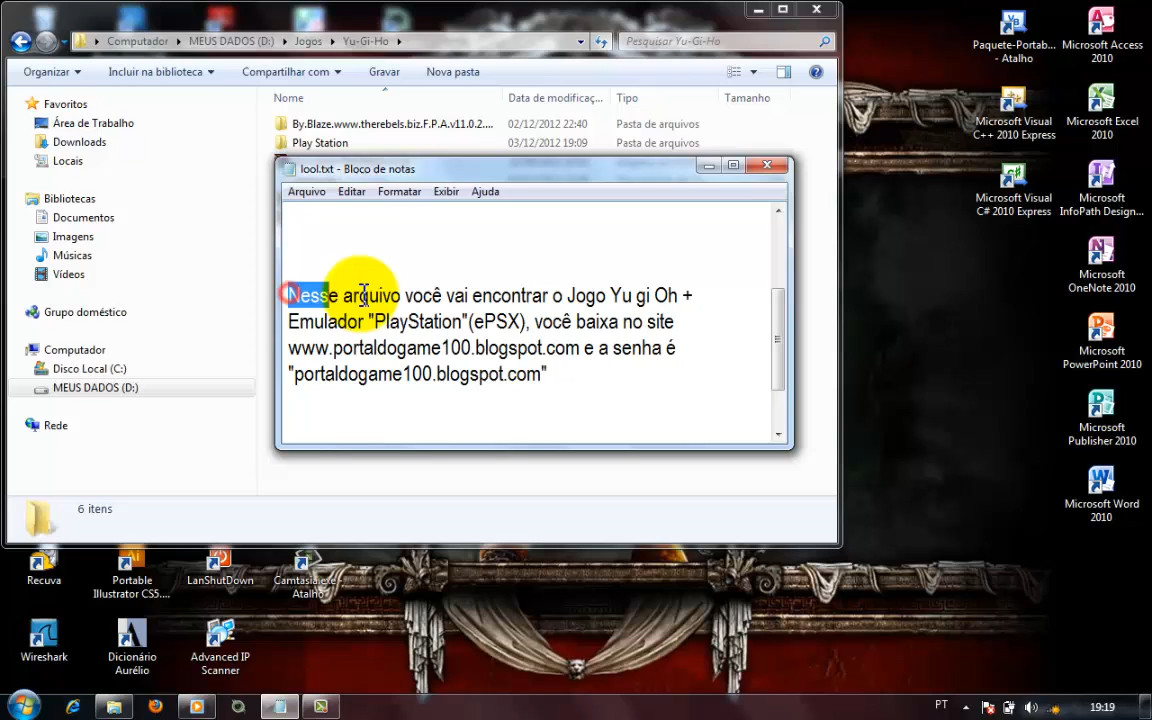 Computador MEUS DADOS (D:) Jogos Yu-Gi-Ho
Pesquisar Yu-Gi-Ho
Organizar Incluir na biblioteca Compartilhar com Gravar Nova pasta
Favoritos
Área de Trabalho
Downloads
Locais
Bibliotecas
Documentos
Imagens
Músicas
Vídeos
Grupo doméstico
Computador
Disco Local (C:)
MEUS DADOS (D:)
Rede
Nome Data de modificaç... Tipo Tamanho
By.Blaze.www.therebels.biz.F.P.A.v11.0.2.... 02/12/2012 22:40 Pasta de arquivos
Play Station 03/12/2012 19:09 Pasta de arquivos
lool.txt - Bloco de notas
Arquivo Editar Formatar Exibir Ajuda
Nesse arquivo você vai encontrar o Jogo Yu gi Oh +
Emulador "PlayStation"(ePSX), você baixa no site
www.portaldogame100.blogspot.com e a senha é
"portaldogame100.blogspot.com"
6 itens
Paquete-Portab...
- Atalho
Microsoft Access
2010
Microsoft Visual
C++ 2010 Express
Microsoft Excel
2010
Microsoft Visual
C# 2010 Express
Microsoft
InfoPath Design...
Microsoft
OneNote 2010
Microsoft
PowerPoint 2010
Microsoft
Publisher 2010
Microsoft Word
2010
Recuva
Portable
Illustrator CS5....
LanShutDown
Camtasia.exe -
Atalho
Wireshark
Dicionário
Aurélio
Advanced IP
Scanner
PT
19:19